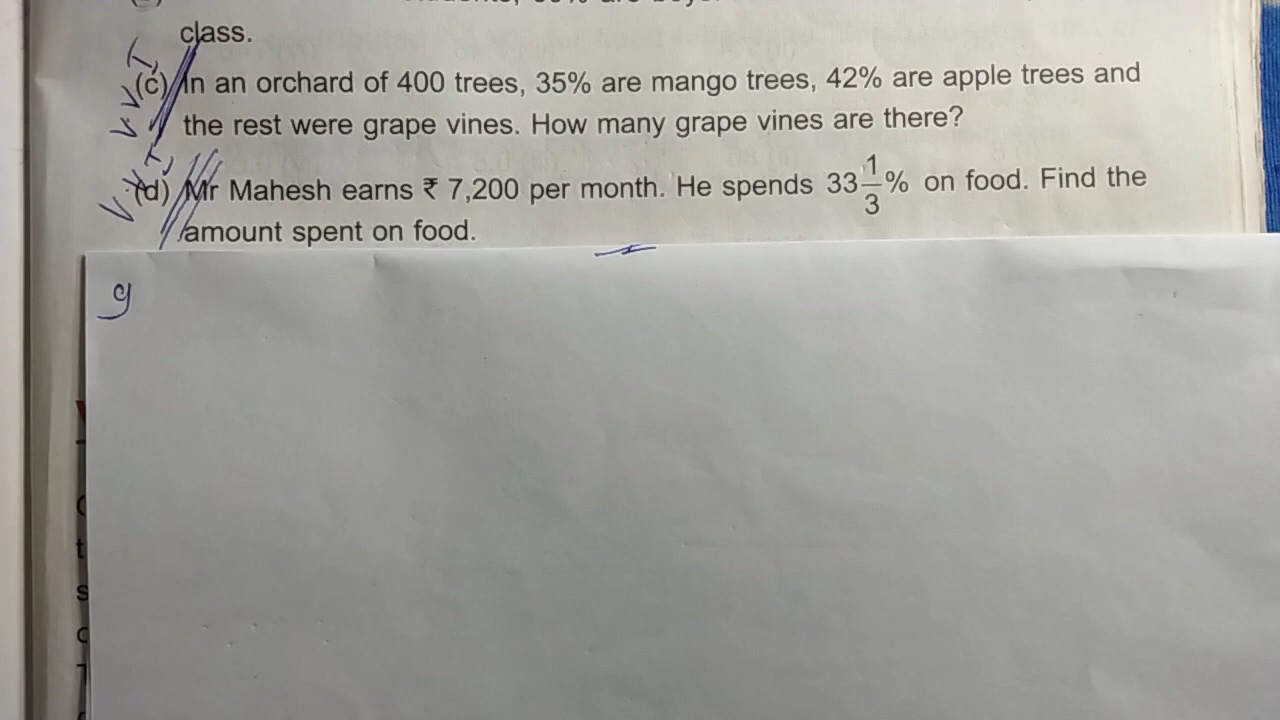 class.
(c) In an orchard of 400 trees, 35% are mango trees, 42% are apple trees and
the rest were grape vines. How many grape vines are there?
(d) Mr Mahesh earns ₹ 7,200 per month. He spends 33 1/3 % on food. Find the
amount spent on food.
g